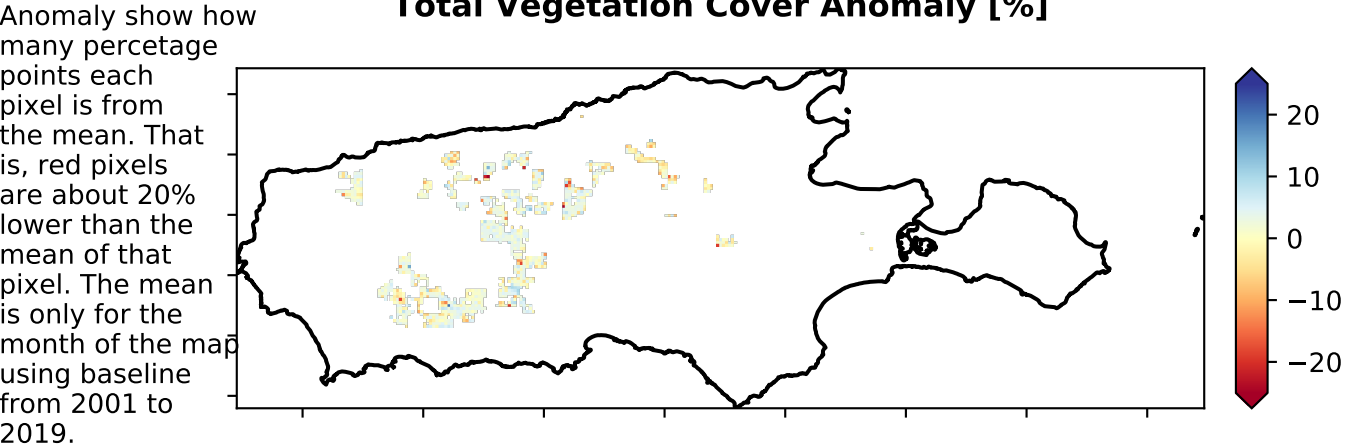 Total Vegetation Cover Anomaly [%]
Anomaly show how
many percetage
points each
pixel is from
the mean. That
is, red pixels
are about 20%
lower than the
mean of that
pixel. The mean
is only for the
month of the map
using baseline
from 2001 to
2019.
20
10
0
−10
−20